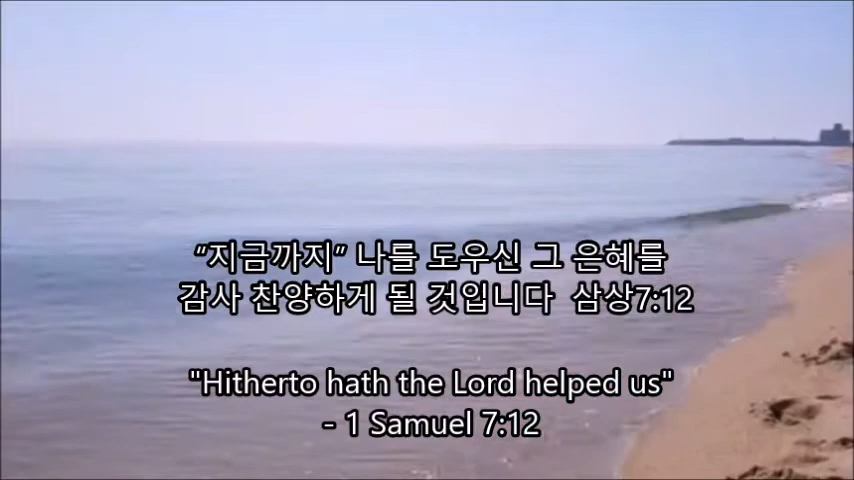 “지금까지” 나를 도우신 그 은혜를
감사 찬양하게 될 것입니다 삼상7:12
"Hitherto hath the Lord helped us"
- 1 Samuel 7:12